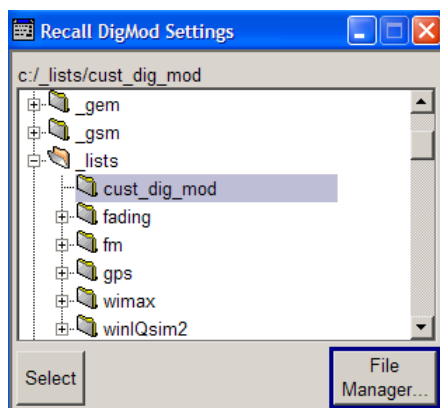 Recall DigMod Settings
c:/_lists/cust_dig_mod
_gem
_gsm
_lists
cust_dig_mod
fading
fm
gps
wimax
winIQsim2
Select
File
Manager...